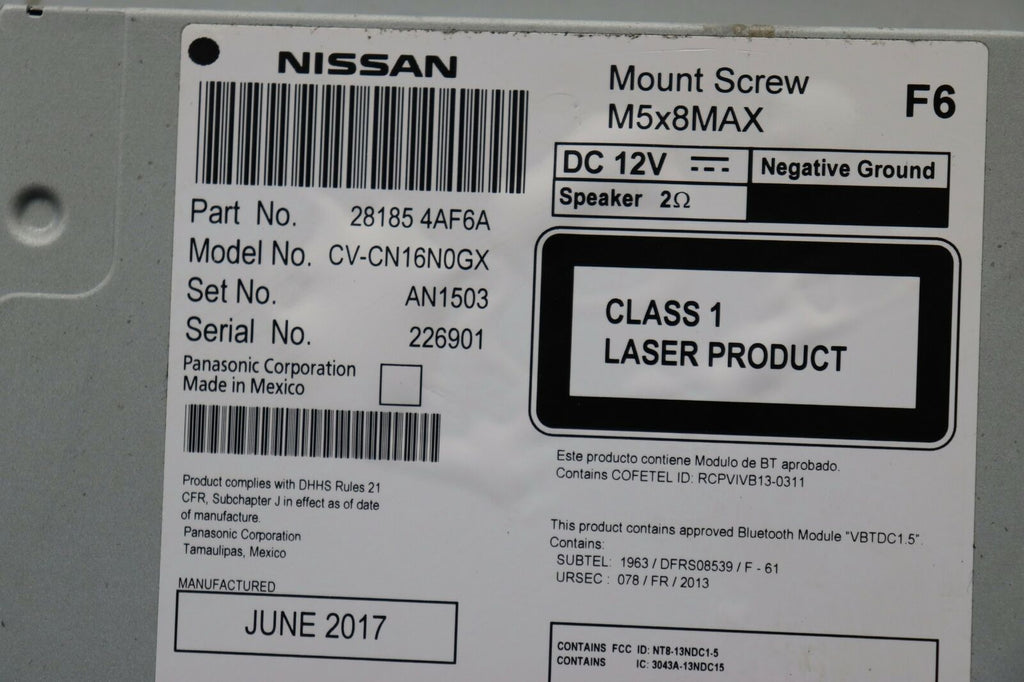 NISSAN
Part No. 28185 4AF6A
Model No. CV-CN16N0GX
Set No. AN1503
Serial No. 226901
Panasonic Corporation
Made in Mexico
Product complies with DHHS Rules 21
CFR, Subchapter J in effect as of date
of manufacture.
Panasonic Corporation
Tamaulipas, Mexico
MANUFACTURED
JUNE 2017
Mount Screw
M5x8MAX
F6
DC 12V
Negative Ground
Speaker 2Ω
CLASS 1
LASER PRODUCT
Este producto contiene Modulo de BT aprobado.
Contains COFETEL ID: RCPVIVB13-0311
This product contains approved Bluetooth Module "VBTDC1.5".
Contains:
SUBTEL: 1963 / DFRS08539 / F - 61
URSEC : 078 / FR / 2013
CONTAINS FCC ID: NT8-13NDC1-5
CONTAINS IC: 3043A-13NDC15